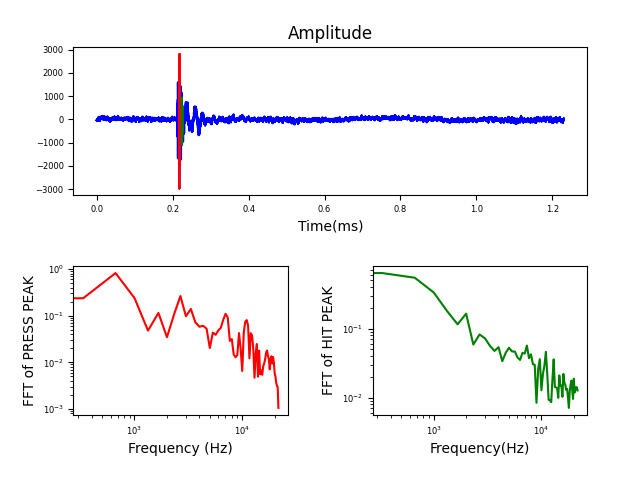 Amplitude
3000
2000
1000
0
−1000
−2000
−3000
0.0 0.2 0.4 0.6 0.8 1.0 1.2
Time(ms)
FFT of PRESS PEAK
10⁰
10⁻¹
10⁻²
10⁻³
10³ 10⁴
Frequency (Hz)
FFT of HIT PEAK
10⁻¹
10⁻²
10³ 10⁴
Frequency(Hz)